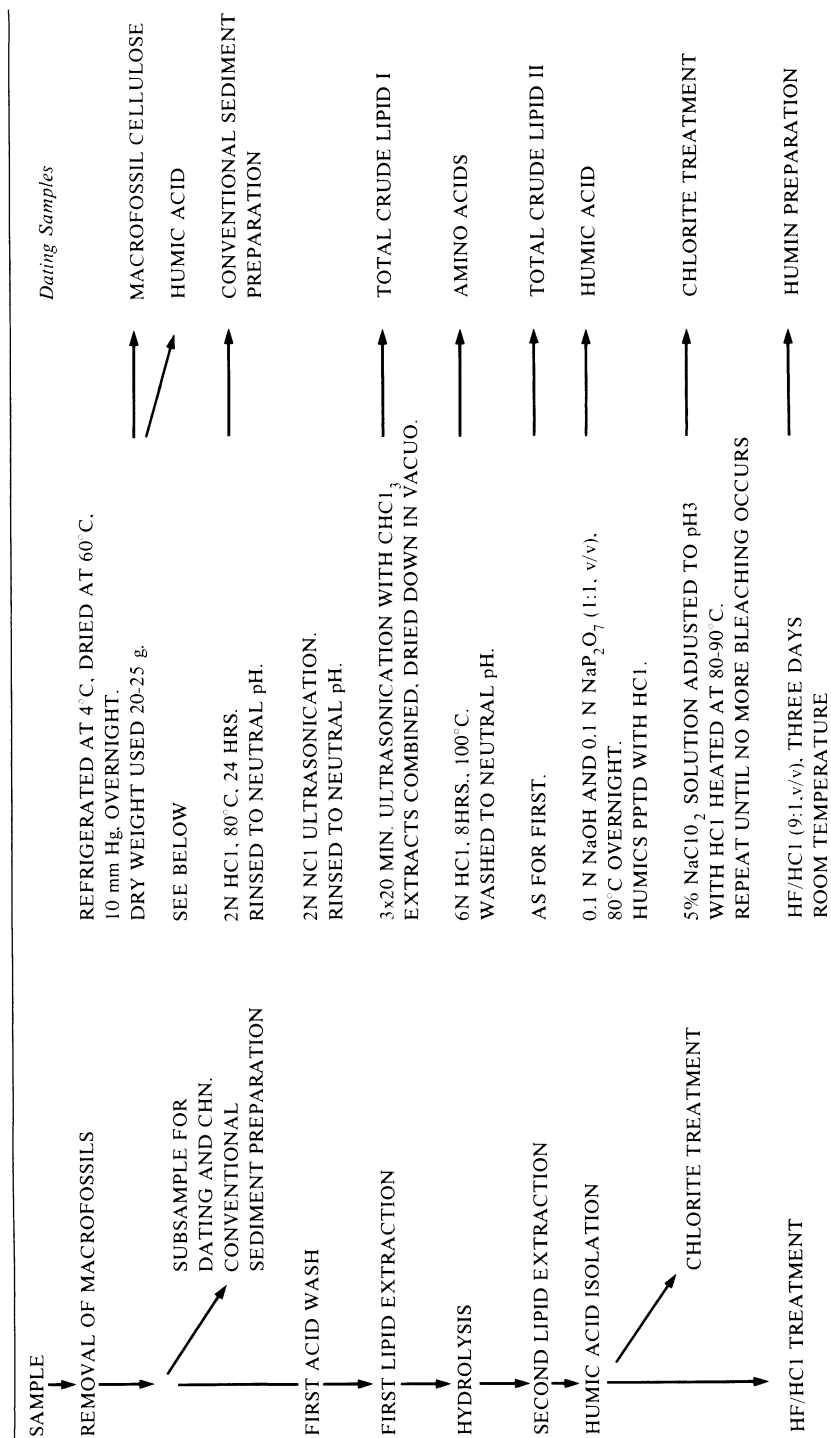 Dating Samples
SAMPLE
REMOVAL OF MACROFOSSILS
REFRIGERATED AT 4°C, DRIED AT 60°C,
10 mm Hg, OVERNIGHT.
DRY WEIGHT USED 20-25 g,
MACROFOSSIL CELLULOSE
SEE BELOW
HUMIC ACID
SUBSAMPLE FOR
DATING AND CHN.
CONVENTIONAL
SEDIMENT PREPARATION
2N HCl, 80°C, 24 HRS.
RINSED TO NEUTRAL pH.
CONVENTIONAL SEDIMENT
PREPARATION
FIRST ACID WASH
2N NCl ULTRASONICATION.
RINSED TO NEUTRAL pH.
FIRST LIPID EXTRACTION
3x20 MIN, ULTRASONICATION WITH CHCl3
EXTRACTS COMBINED, DRIED DOWN IN VACUO.
TOTAL CRUDE LIPID I
HYDROLYSIS
6N HCl, 8HRS., 100°C.
WASHED TO NEUTRAL pH.
AMINO ACIDS
SECOND LIPID EXTRACTION
AS FOR FIRST.
TOTAL CRUDE LIPID II
HUMIC ACID ISOLATION
0.1 N NaOH AND 0.1 N NaP2O7 (1:1, v/v),
80°C OVERNIGHT.
HUMICS PPTD WITH HCl.
HUMIC ACID
CHLORITE TREATMENT
5% NaClO2 SOLUTION ADJUSTED TO pH3
WITH HCl HEATED AT 80-90°C.
REPEAT UNTIL NO MORE BLEACHING OCCURS
CHLORITE TREATMENT
HF/HCl TREATMENT
HF/HCl (9:1,v/v), THREE DAYS
ROOM TEMPERATURE
HUMIN PREPARATION